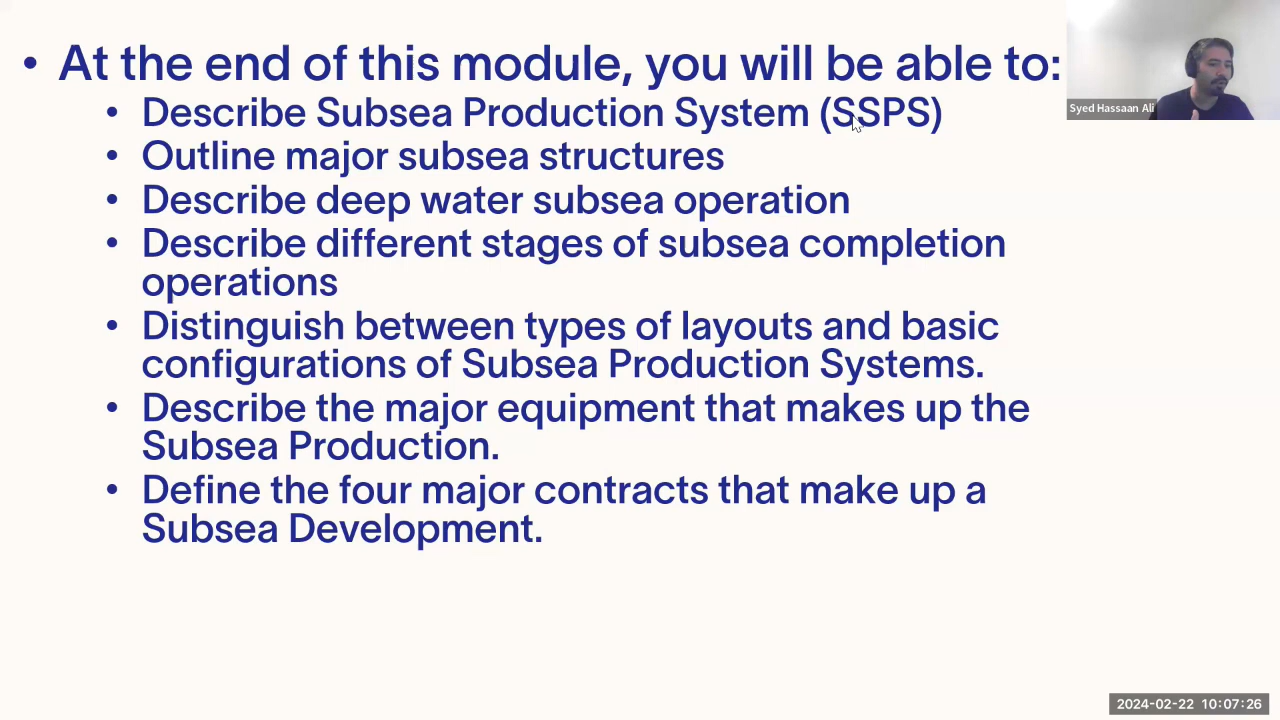 • At the end of this module, you will be able to:
• Describe Subsea Production System (SSPS)
• Outline major subsea structures
• Describe deep water subsea operation
• Describe different stages of subsea completion
operations
• Distinguish between types of layouts and basic
configurations of Subsea Production Systems.
• Describe the major equipment that makes up the
Subsea Production.
• Define the four major contracts that make up a
Subsea Development.
Syed Hassaan Ali
2024-02-22 10:07:26